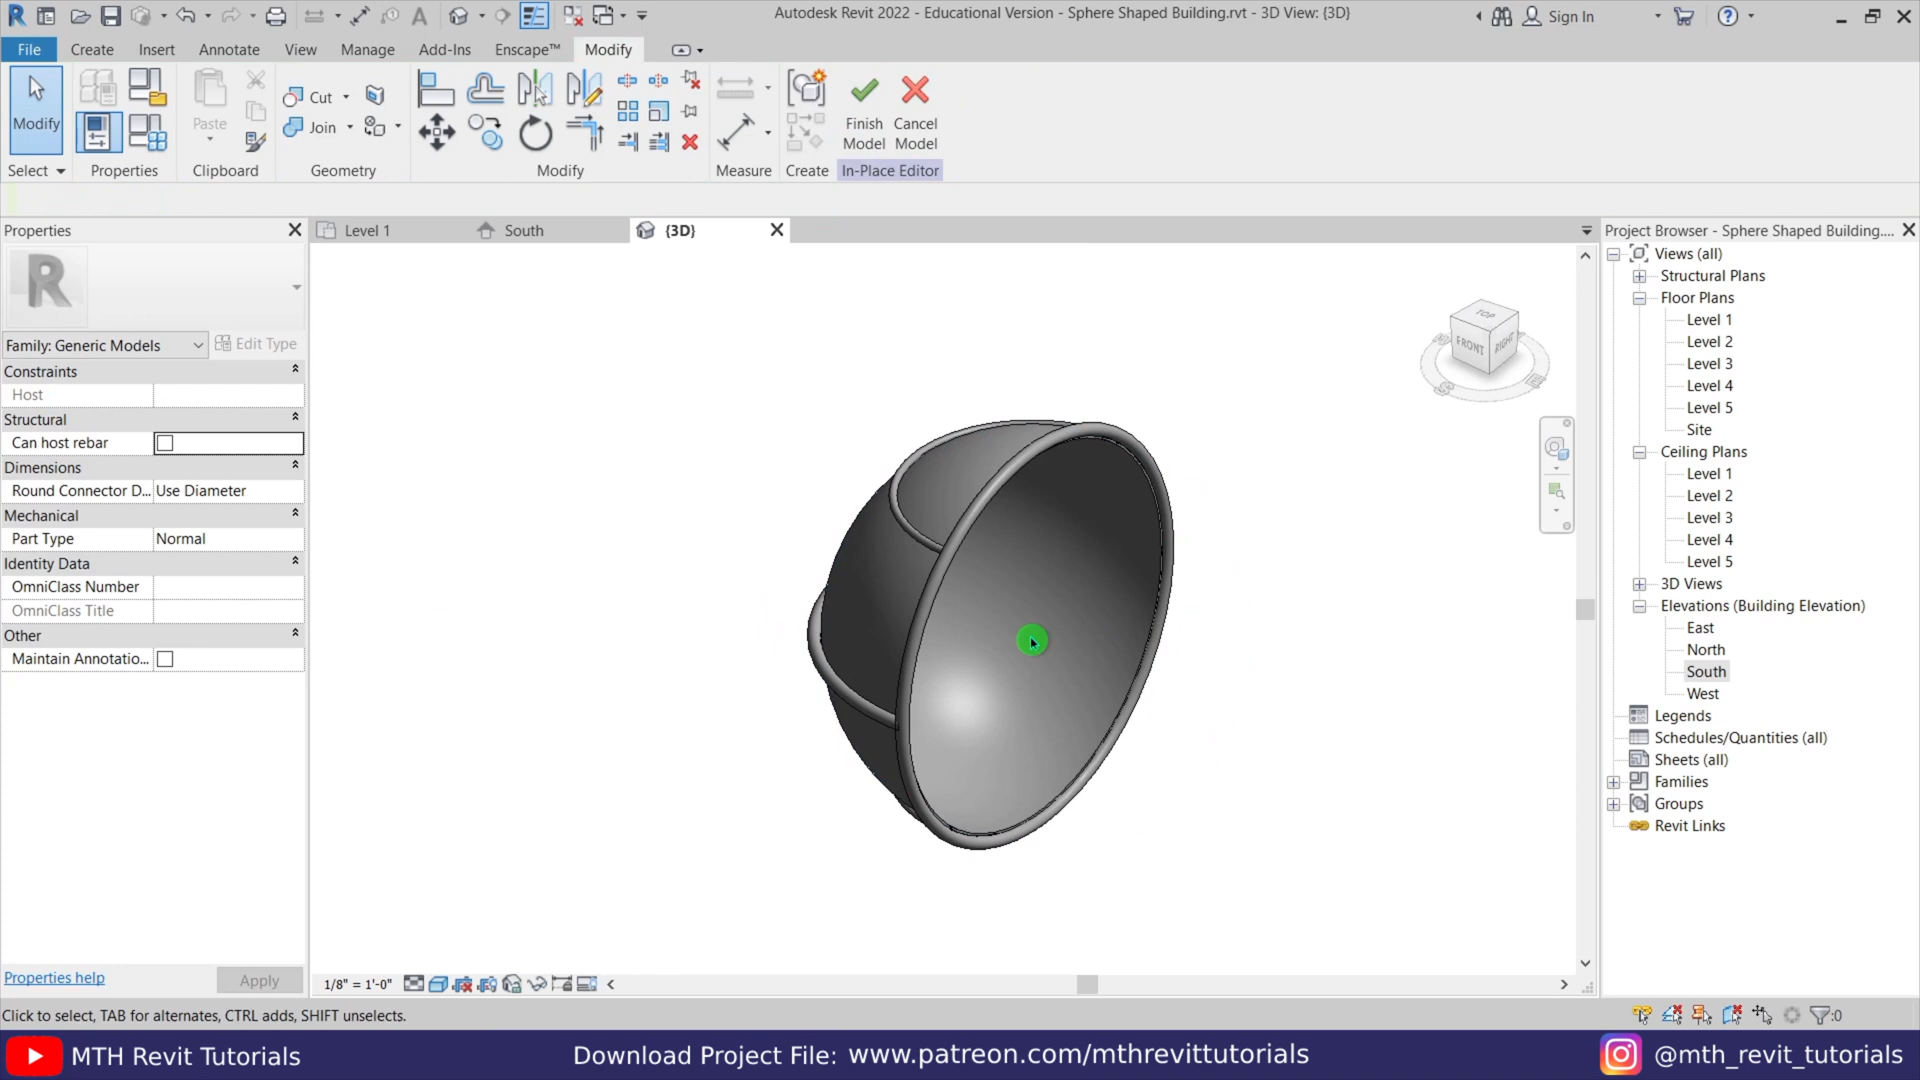 Autodesk Revit 2022 - Educational Version - Sphere Shaped Building.rvt - 3D View: {3D}
Sign In
File Create Insert Annotate View Manage Add-Ins Enscape™ Modify
Modify
Paste
Cut
Join
Finish Model
Cancel Model
Select Properties Clipboard Geometry Modify Measure Create In-Place Editor
Properties
Level 1
South
{3D}
Project Browser - Sphere Shaped Building....
Family: Generic Models
Edit Type
Constraints
Host
Structural
Can host rebar
Dimensions
Round Connector D... Use Diameter
Mechanical
Part Type Normal
Identity Data
OmniClass Number
OmniClass Title
Other
Maintain Annotatio...
Properties help
Apply
TOP
FRONT
RIGHT
Views (all)
Structural Plans
Floor Plans
Level 1
Level 2
Level 3
Level 4
Level 5
Site
Ceiling Plans
Level 1
Level 2
Level 3
Level 4
Level 5
3D Views
Elevations (Building Elevation)
East
North
South
West
Legends
Schedules/Quantities (all)
Sheets (all)
Families
Groups
Revit Links
1/8" = 1'-0"
Click to select, TAB for alternates, CTRL adds, SHIFT unselects.
:0
MTH Revit Tutorials
Download Project File: www.patreon.com/mthrevittutorials
@mth_revit_tutorials